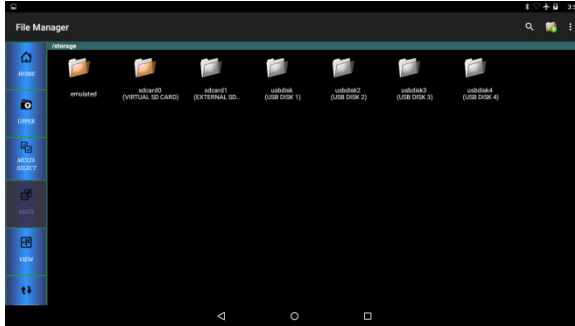 File Manager
/storage
HOME
UPPER
MULTI-
SELECT
PASTE
VIEW
emulated
sdcard0
(VIRTUAL SD CARD)
sdcard1
(EXTERNAL SD...
usbdisk
(USB DISK 1)
usbdisk2
(USB DISK 2)
usbdisk3
(USB DISK 3)
usbdisk4
(USB DISK 4)